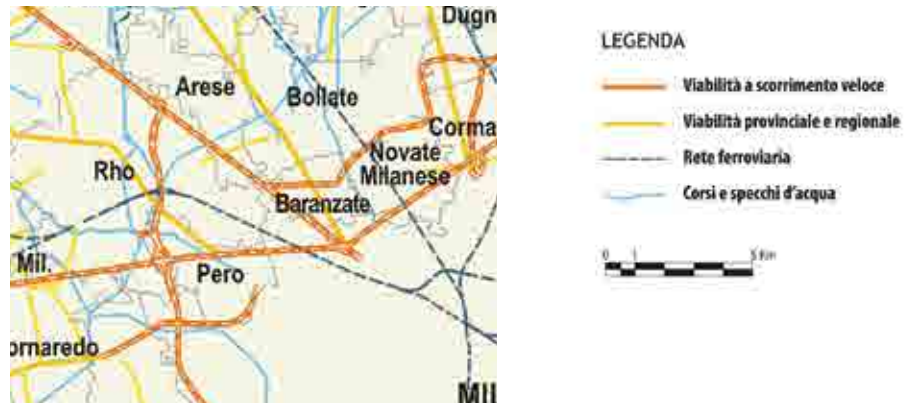 Dugn
Arese
Bollate
Corma
Novate
Milanese
Rho
Baranzate
Mil.
Pero
ornaredo
MIL
LEGENDA
Viabilità a scorrimento veloce
Viabilità provinciale e regionale
Rete ferroviaria
Corsi e specchi d'acqua
0 1 5 Km